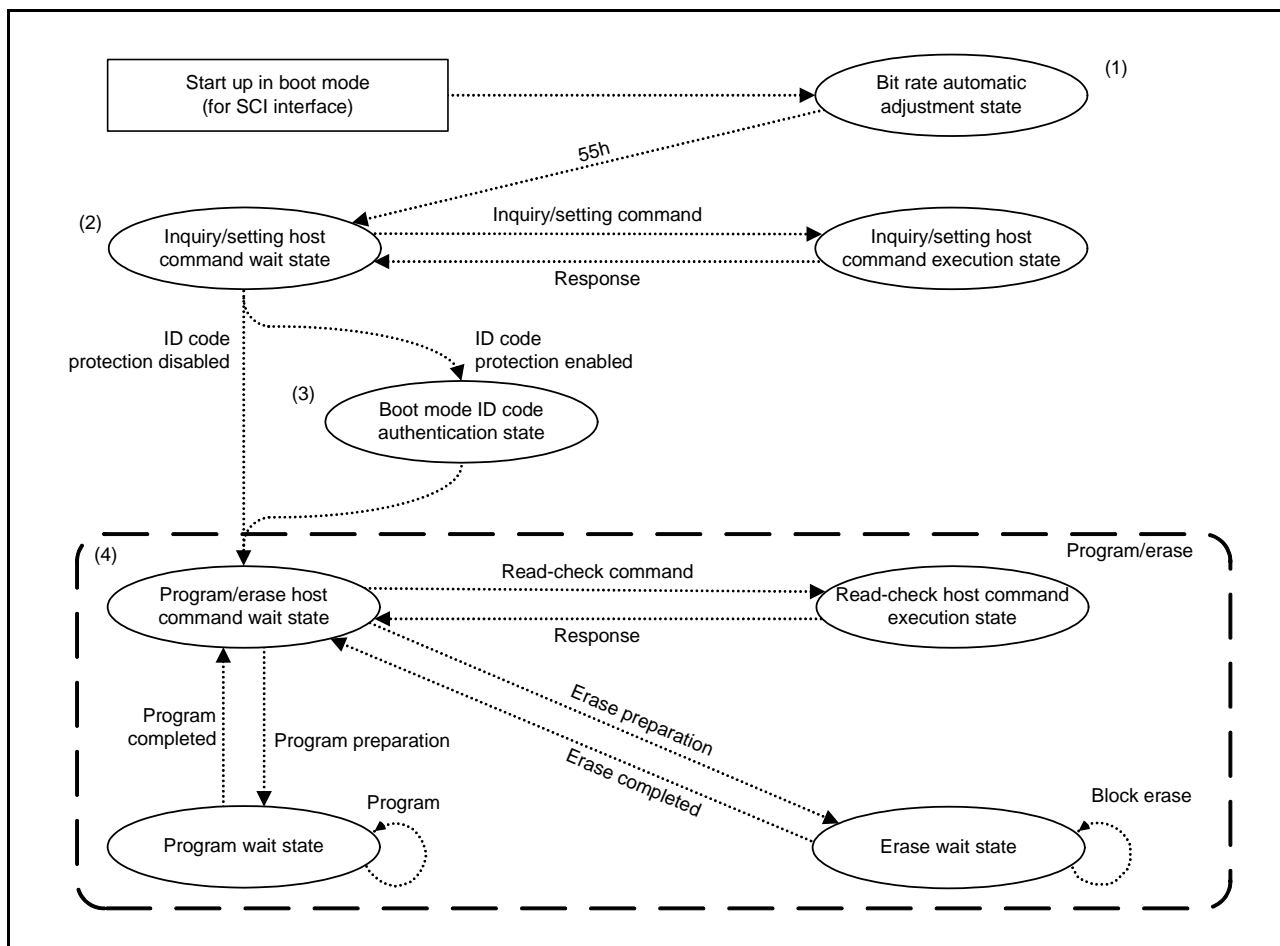 Start up in boot mode
(for SCI interface)
Bit rate automatic
adjustment state
(1)
55h
(2)
Inquiry/setting host
command wait state
Inquiry/setting command
Response
Inquiry/setting host
command execution state
ID code
protection disabled
ID code
protection enabled
(3)
Boot mode ID code
authentication state
(4)
Program/erase
Program/erase host
command wait state
Read-check command
Response
Read-check host command
execution state
Program
completed
Program preparation
Erase preparation
Erase completed
Program
Program wait state
Block erase
Erase wait state